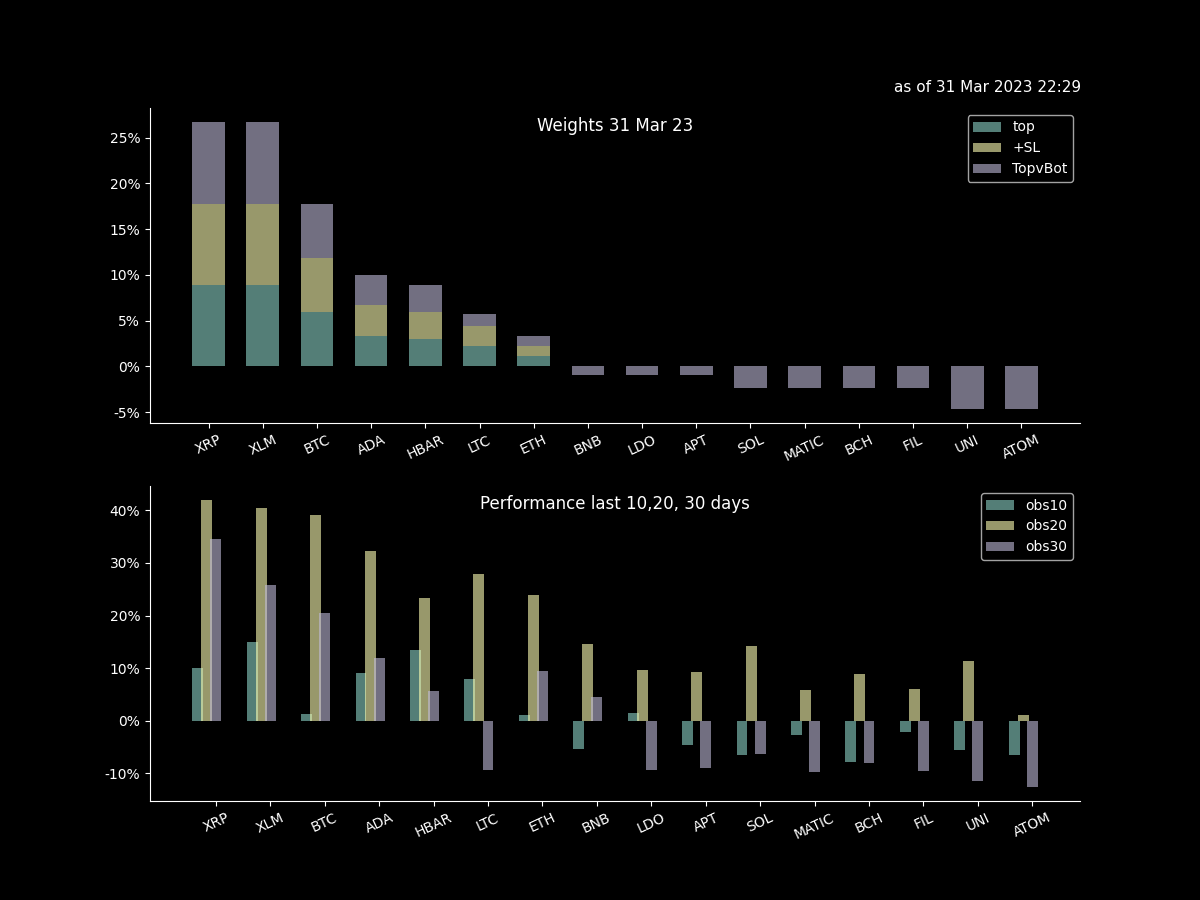 as of 31 Mar 2023 22:29
Weights 31 Mar 23
top
+SL
TopvBot
25%
20%
15%
10%
5%
0%
-5%
XRP XLM BTC ADA HBAR LTC ETH BNB LDO APT SOL MATIC BCH FIL UNI ATOM
Performance last 10,20, 30 days
obs10
obs20
obs30
40%
30%
20%
10%
0%
-10%
XRP XLM BTC ADA HBAR LTC ETH BNB LDO APT SOL MATIC BCH FIL UNI ATOM